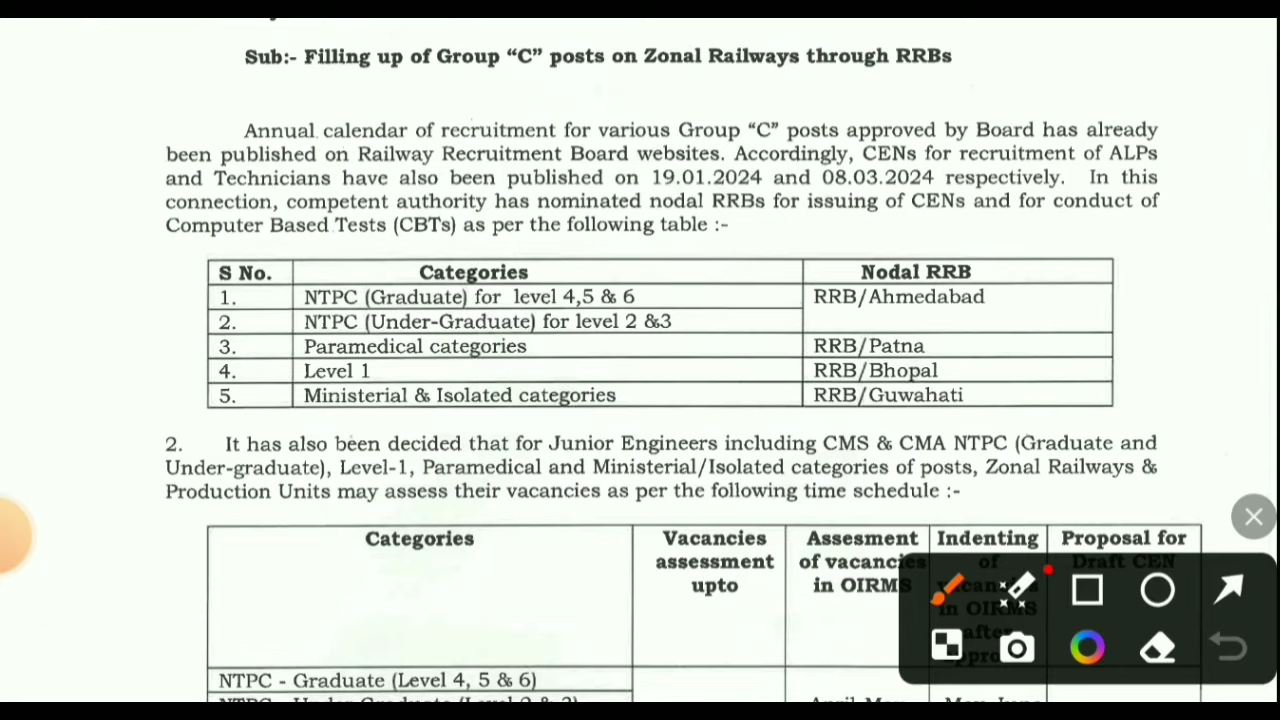 Sub:- Filling up of Group “C” posts on Zonal Railways through RRBs
Annual calendar of recruitment for various Group “C” posts approved by Board has already
been published on Railway Recruitment Board websites. Accordingly, CENs for recruitment of ALPs
and Technicians have also been published on 19.01.2024 and 08.03.2024 respectively. In this
connection, competent authority has nominated nodal RRBs for issuing of CENs and for conduct of
Computer Based Tests (CBTs) as per the following table :-
S No. Categories Nodal RRB
1. NTPC (Graduate) for level 4,5 & 6 RRB/Ahmedabad
2. NTPC (Under-Graduate) for level 2 &3
3. Paramedical categories RRB/Patna
4. Level 1 RRB/Bhopal
5. Ministerial & Isolated categories RRB/Guwahati
2. It has also been decided that for Junior Engineers including CMS & CMA NTPC (Graduate and
Under-graduate), Level-1, Paramedical and Ministerial/Isolated categories of posts, Zonal Railways &
Production Units may assess their vacancies as per the following time schedule :-
Categories Vacancies Assesment Indenting Proposal for
assessment of vacancies of Draft CEN
upto in OIRMS
in OIRMS
NTPC - Graduate (Level 4, 5 & 6)